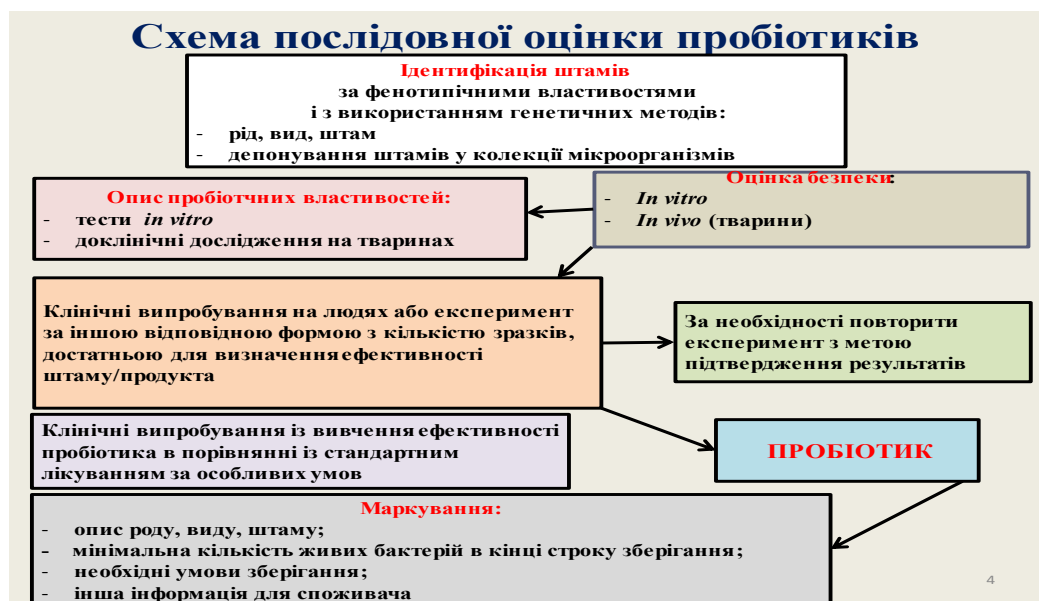 Схема послідовної оцінки пробіотиків
Ідентифікація штамів
за фенотипічними властивостями
і з використанням генетичних методів:
- рід, вид, штам
- депонування штамів у колекції мікроорганізмів
Опис пробіотчних властивостей:
- тести in vitro
- доклінічні дослідження на тваринах
Оцінка безпеки:
- In vitro
- In vivo (тварини)
Клінічні випробування на людях або експеримент
за іншою відповідною формою з кількістю зразків,
достатньою для визначення ефективності
штаму/продукта
За необхідності повторити
експеримент з метою
підтвердження результатів
Клінічні випробування із вивчення ефективності
пробіотика в порівнянні із стандартним
лікуванням за особливих умов
ПРОБІОТИК
Маркування:
- опис роду, виду, штаму;
- мінімальна кількість живих бактерій в кінці строку зберігання;
- необхідні умови зберігання;
- інша інформація для споживача
4